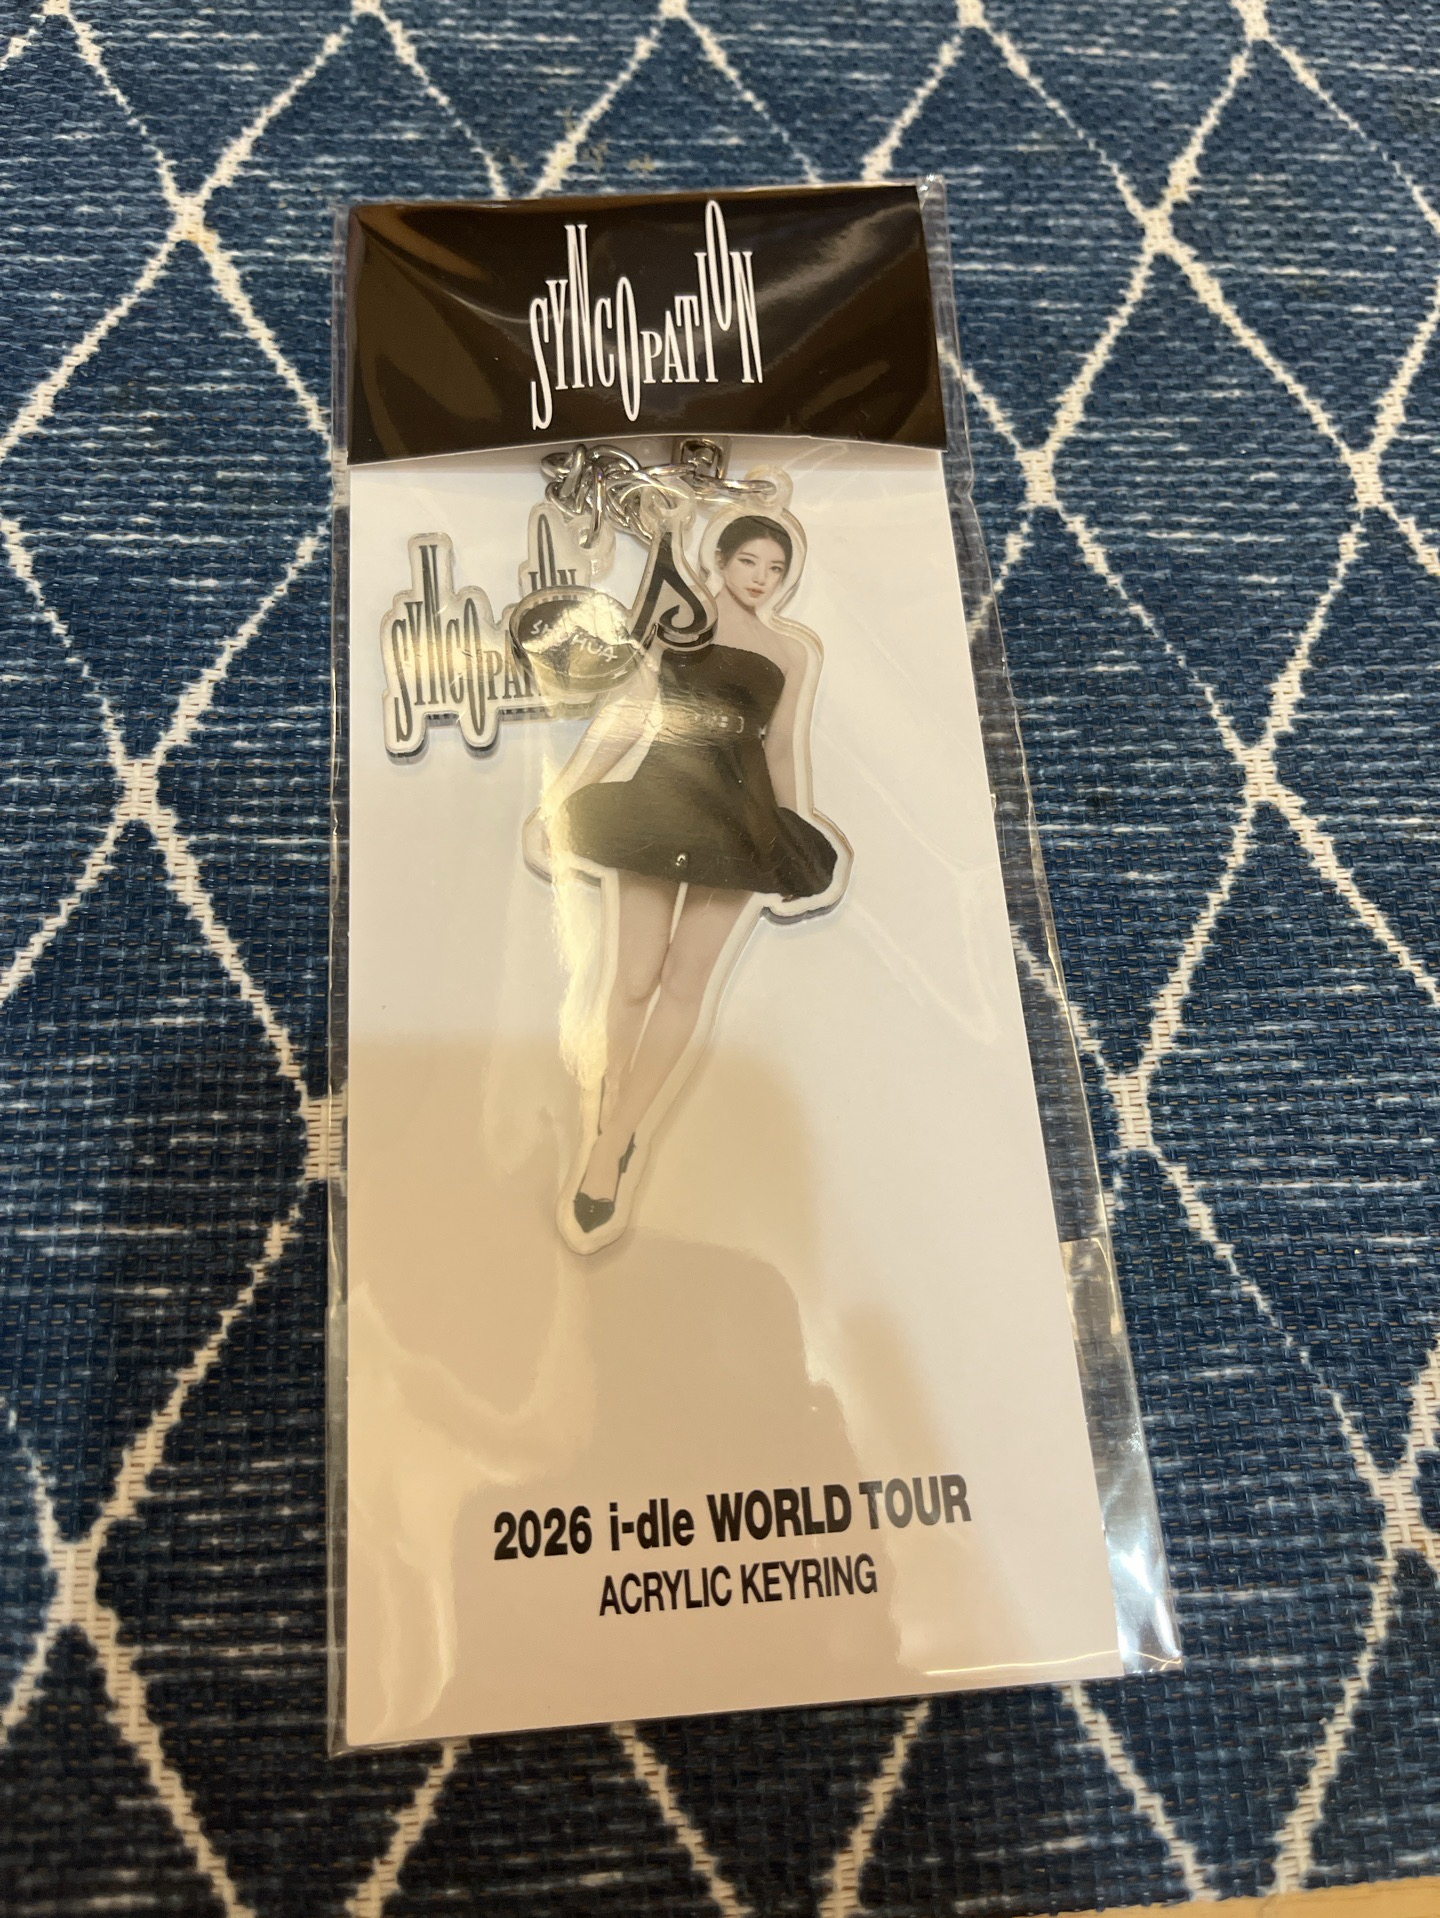 SYNCOPATION
SYNCOPATION
SHUHUA
2026 i-dle WORLD TOUR
ACRYLIC KEYRING